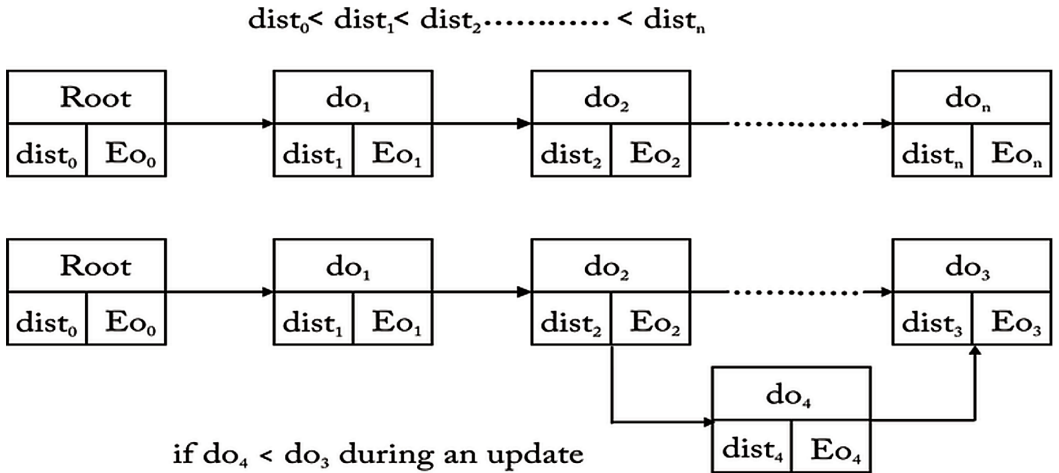 dist₀< dist₁< dist₂............. < distₙ
Root do₁ do₂ doₙ
dist₀ Eo₀ dist₁ Eo₁ dist₂ Eo₂ distₙ Eoₙ
Root do₁ do₂ do₃
dist₀ Eo₀ dist₁ Eo₁ dist₂ Eo₂ dist₃ Eo₃
do₄
dist₄ Eo₄
if do₄ < do₃ during an update